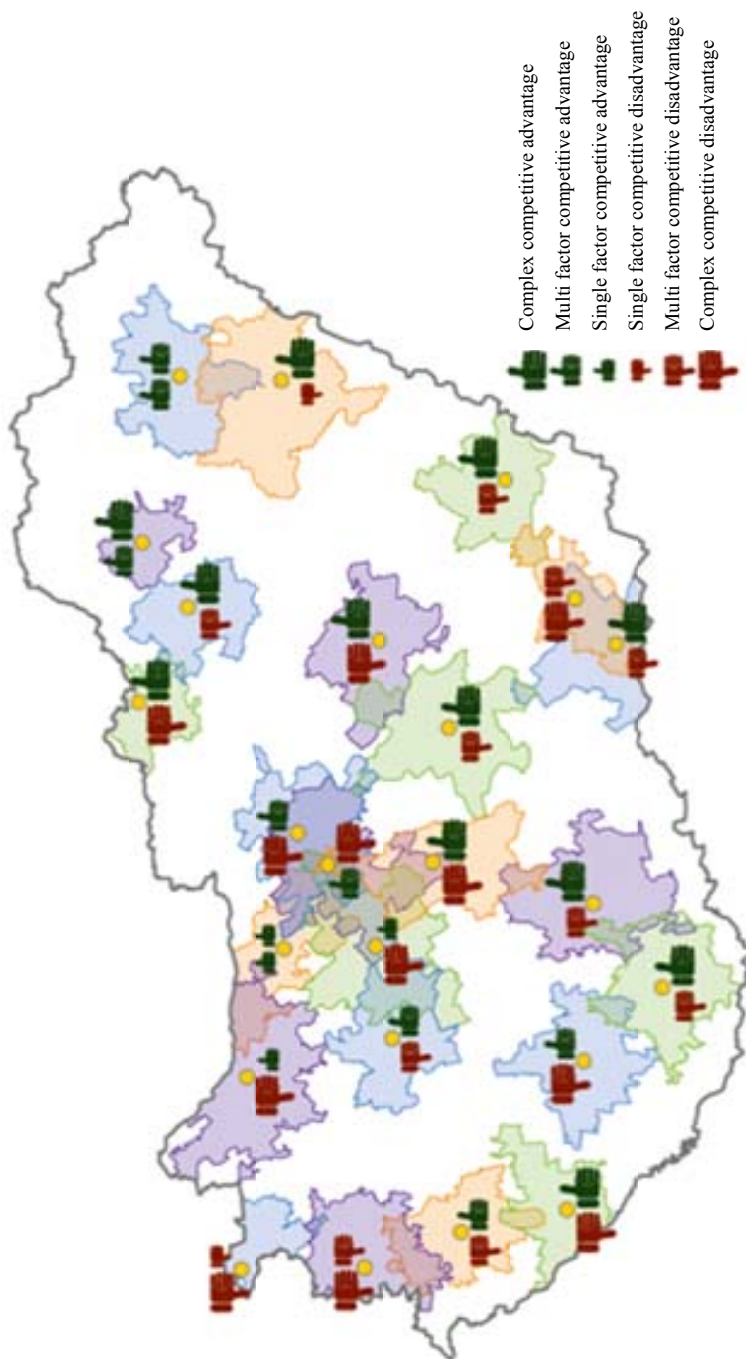 Complex competitive advantage
Multi factor competitive advantage
Single factor competitive advantage
Single factor competitive disadvantage
Multi factor competitive disadvantage
Complex competitive disadvantage